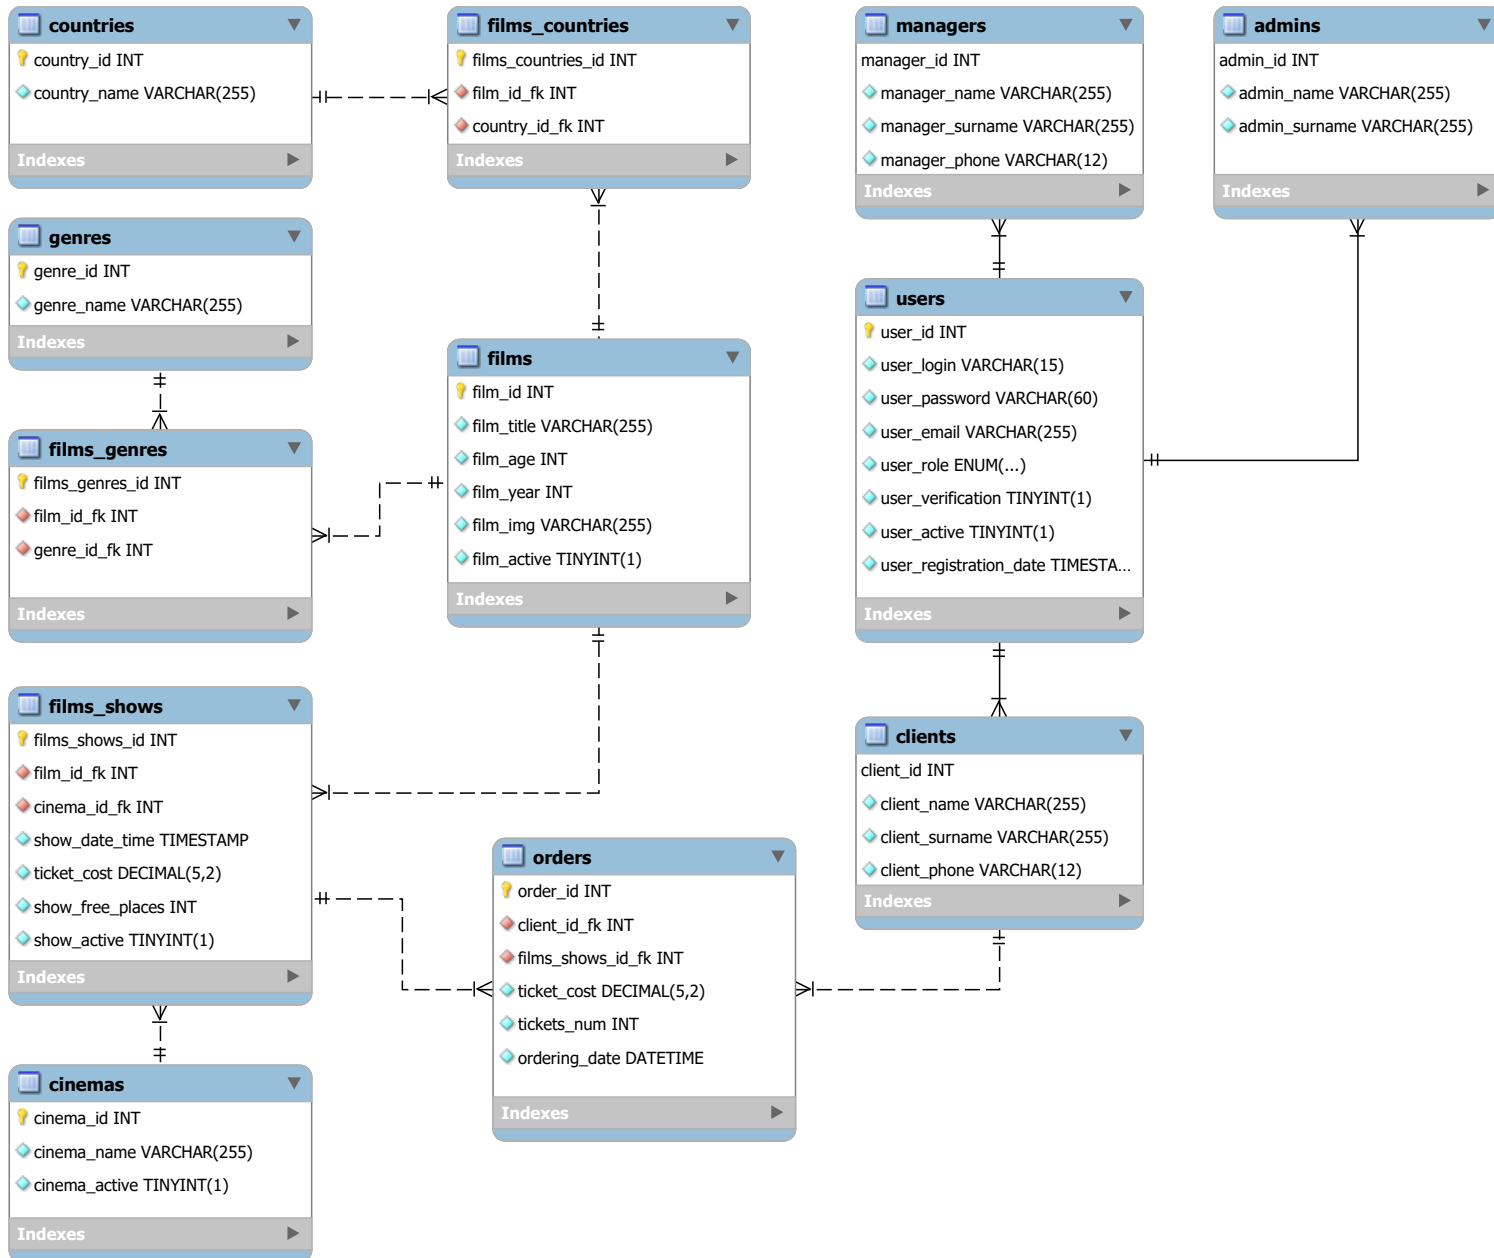 countries
country_id INT
country_name VARCHAR(255)
Indexes
films_countries
films_countries_id INT
film_id_fk INT
country_id_fk INT
Indexes
managers
manager_id INT
manager_name VARCHAR(255)
manager_surname VARCHAR(255)
manager_phone VARCHAR(12)
Indexes
admins
admin_id INT
admin_name VARCHAR(255)
admin_surname VARCHAR(255)
Indexes
genres
genre_id INT
genre_name VARCHAR(255)
Indexes
films
film_id INT
film_title VARCHAR(255)
film_age INT
film_year INT
film_img VARCHAR(255)
film_active TINYINT(1)
Indexes
users
user_id INT
user_login VARCHAR(15)
user_password VARCHAR(60)
user_email VARCHAR(255)
user_role ENUM(...)
user_verification TINYINT(1)
user_active TINYINT(1)
user_registration_date TIMESTA...
Indexes
films_genres
films_genres_id INT
film_id_fk INT
genre_id_fk INT
Indexes
films_shows
films_shows_id INT
film_id_fk INT
cinema_id_fk INT
show_date_time TIMESTAMP
ticket_cost DECIMAL(5,2)
show_free_places INT
show_active TINYINT(1)
Indexes
orders
order_id INT
client_id_fk INT
films_shows_id_fk INT
ticket_cost DECIMAL(5,2)
tickets_num INT
ordering_date DATETIME
Indexes
clients
client_id INT
client_name VARCHAR(255)
client_surname VARCHAR(255)
client_phone VARCHAR(12)
Indexes
cinemas
cinema_id INT
cinema_name VARCHAR(255)
cinema_active TINYINT(1)
Indexes